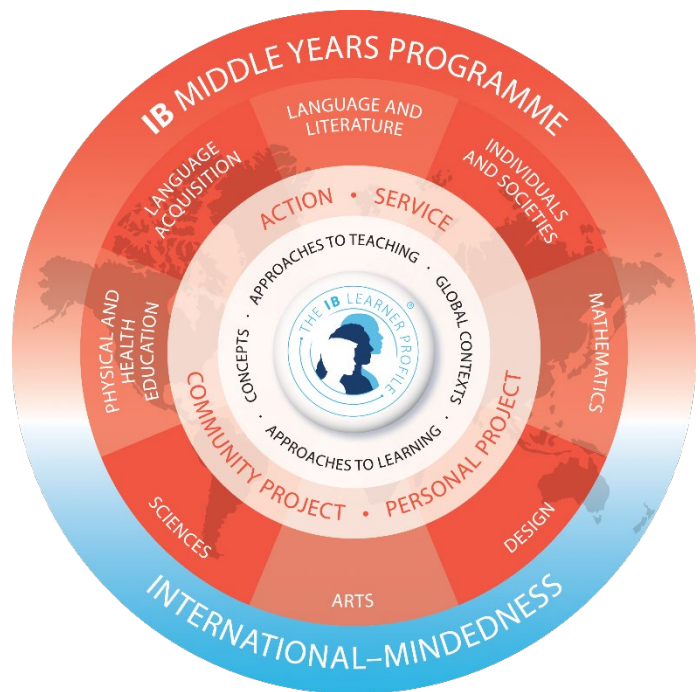 IB MIDDLE YEARS PROGRAMME
LANGUAGE AND
LITERATURE
LANGUAGE
ACQUISITION
INDIVIDUALS
AND SOCIETIES
PHYSICAL AND
HEALTH
EDUCATION
MATHEMATICS
SCIENCES
DESIGN
ARTS
ACTION • SERVICE
COMMUNITY PROJECT • PERSONAL PROJECT
APPROACHES TO TEACHING · GLOBAL CONTEXTS ·
CONCEPTS ·
· APPROACHES TO LEARNING
THE IB LEARNER PROFILE ®
INTERNATIONAL–MINDEDNESS